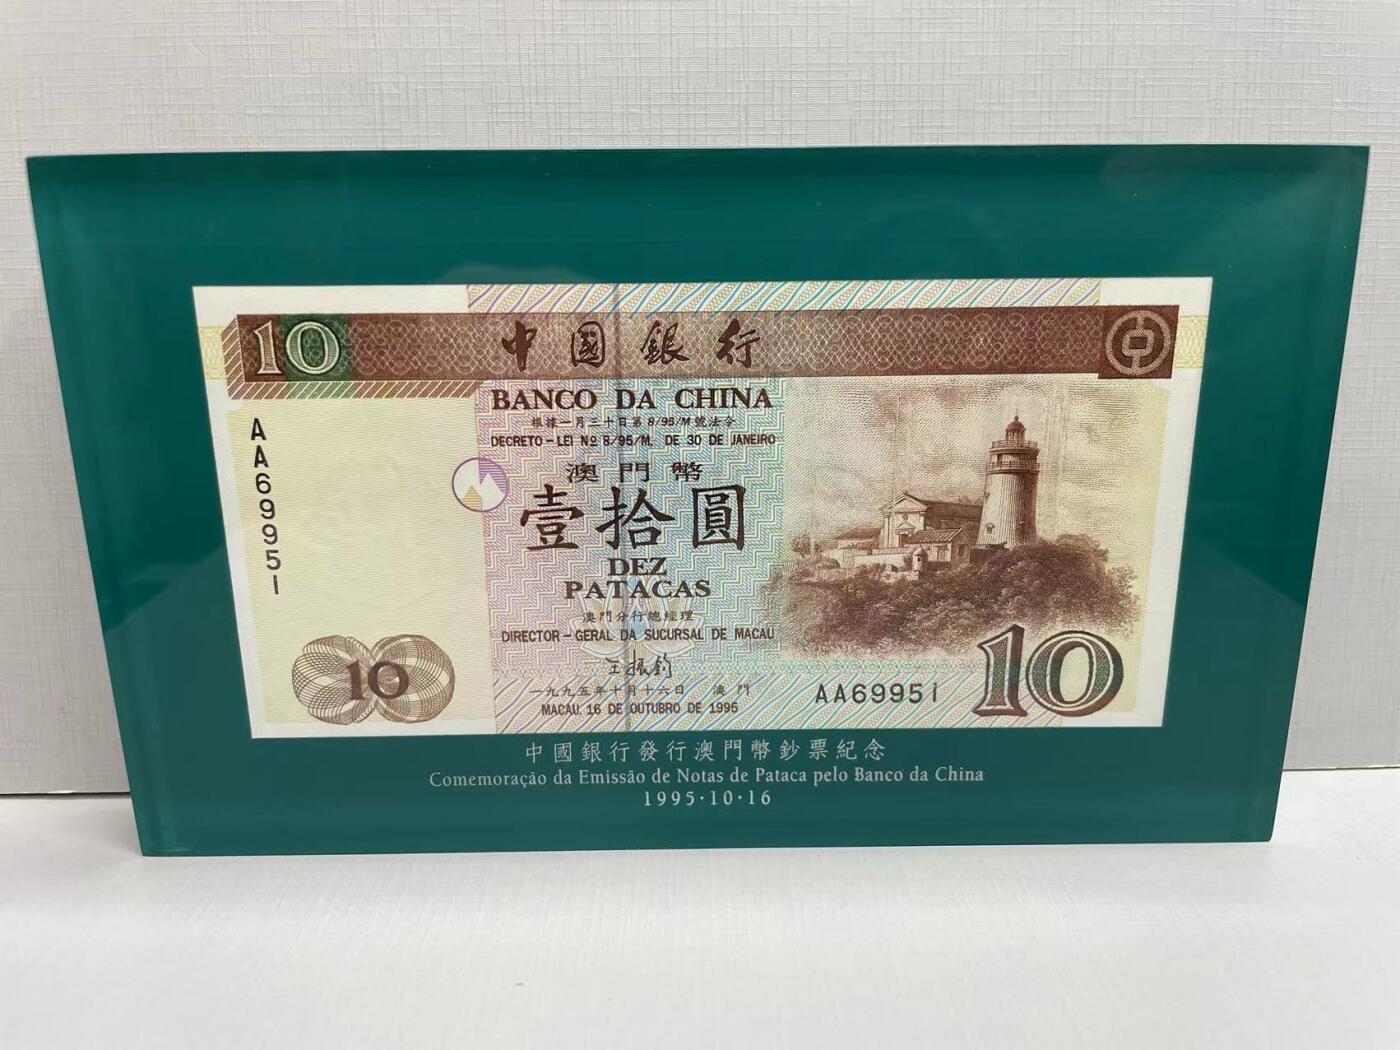 10 中國銀行
BANCO DA CHINA
根據一月三十日第8/95/M號法令
DECRETO-LEI Nº 8/95/M, DE 30 DE JANEIRO
AA69951
澳門幣
壹拾圓
DEZ
PATACAS
澳門分行總經理
DIRECTOR-GERAL DA SUCURSAL DE MACAU
王振鈞
10
一九九五年十月十六日 澳門
MACAU, 16 DE OUTUBRO DE 1995
AA69951 10
中國銀行發行澳門幣鈔票紀念
Comemoração da Emissão de Notas de Pataca pelo Banco da China
1995·10·16